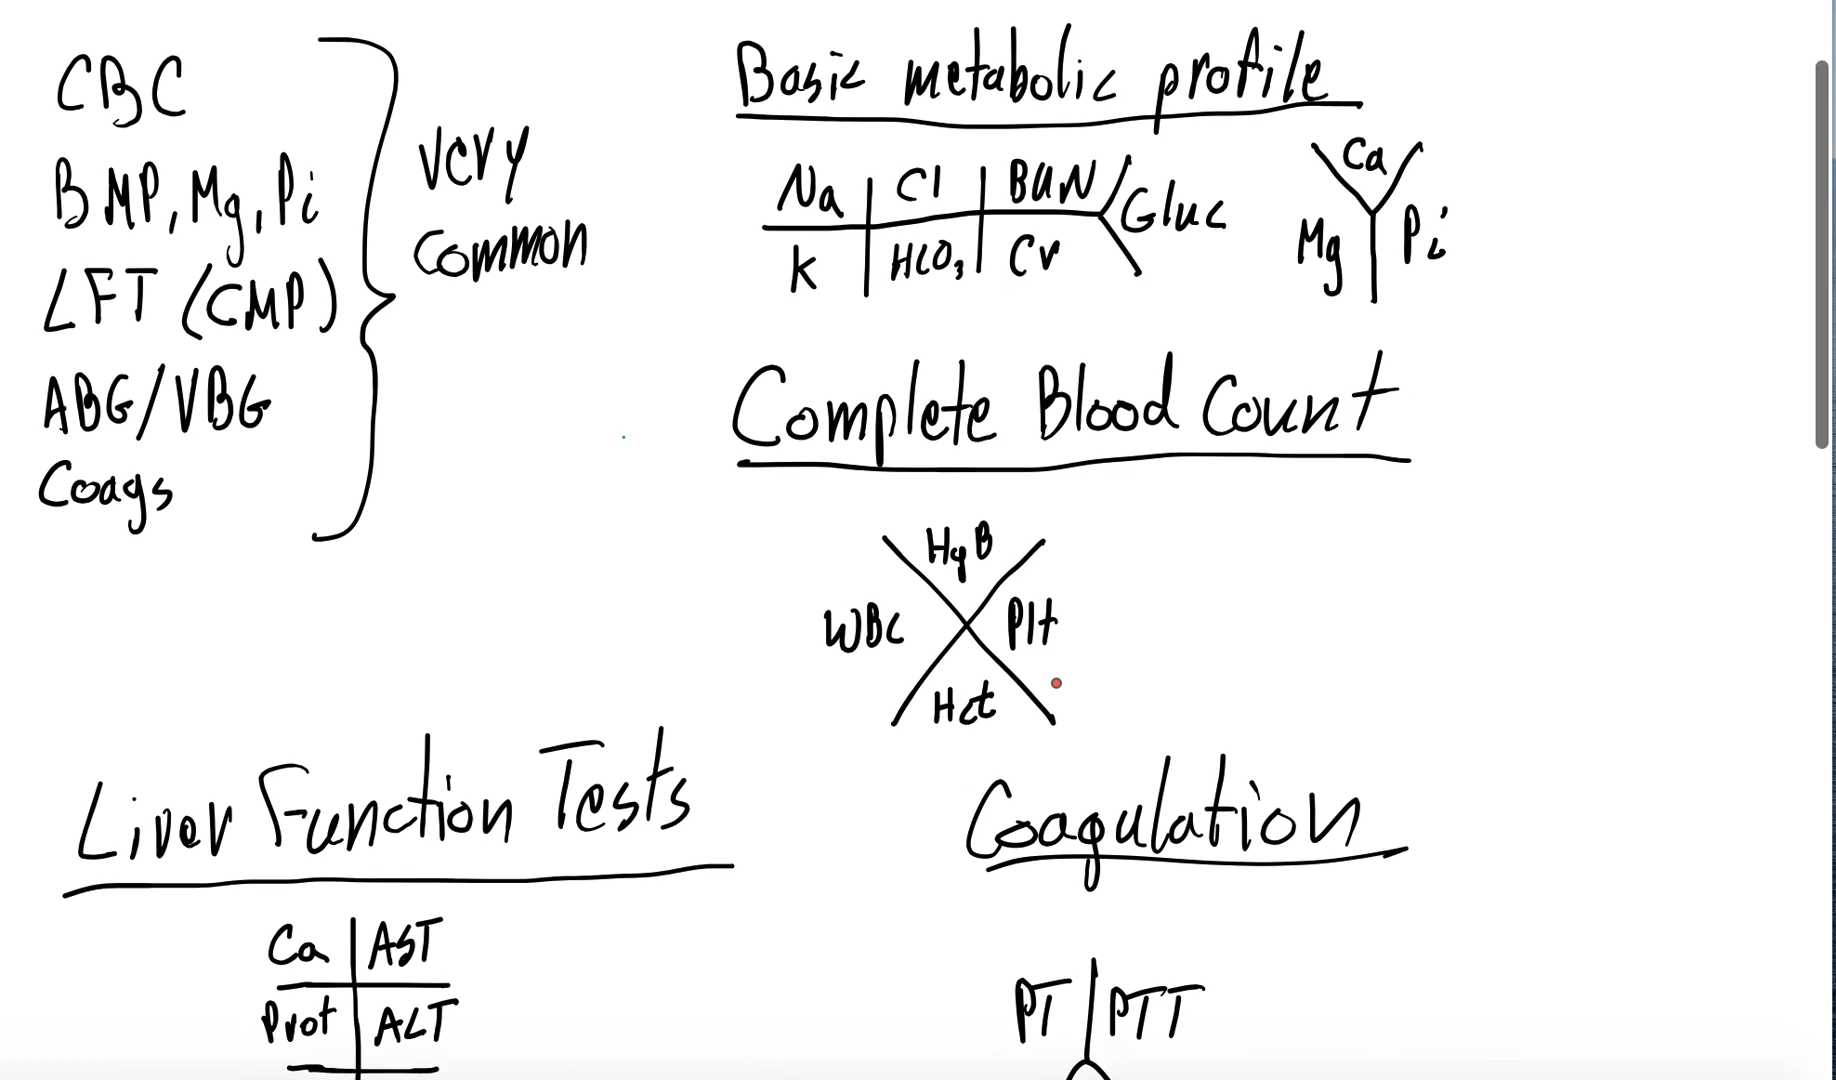 CBC
BMP, Mg, Pi
LFT (CMP)
ABG/VBG
Coags
very
common
Basic metabolic profile
Na Cl BUN Gluc
K HCO3 Cr
Ca
Mg Pi
Complete Blood Count
HgB
WBC Plt
Hct
Liver Function Tests
Ca AST
Prot ALT
Coagulation
PT PTT